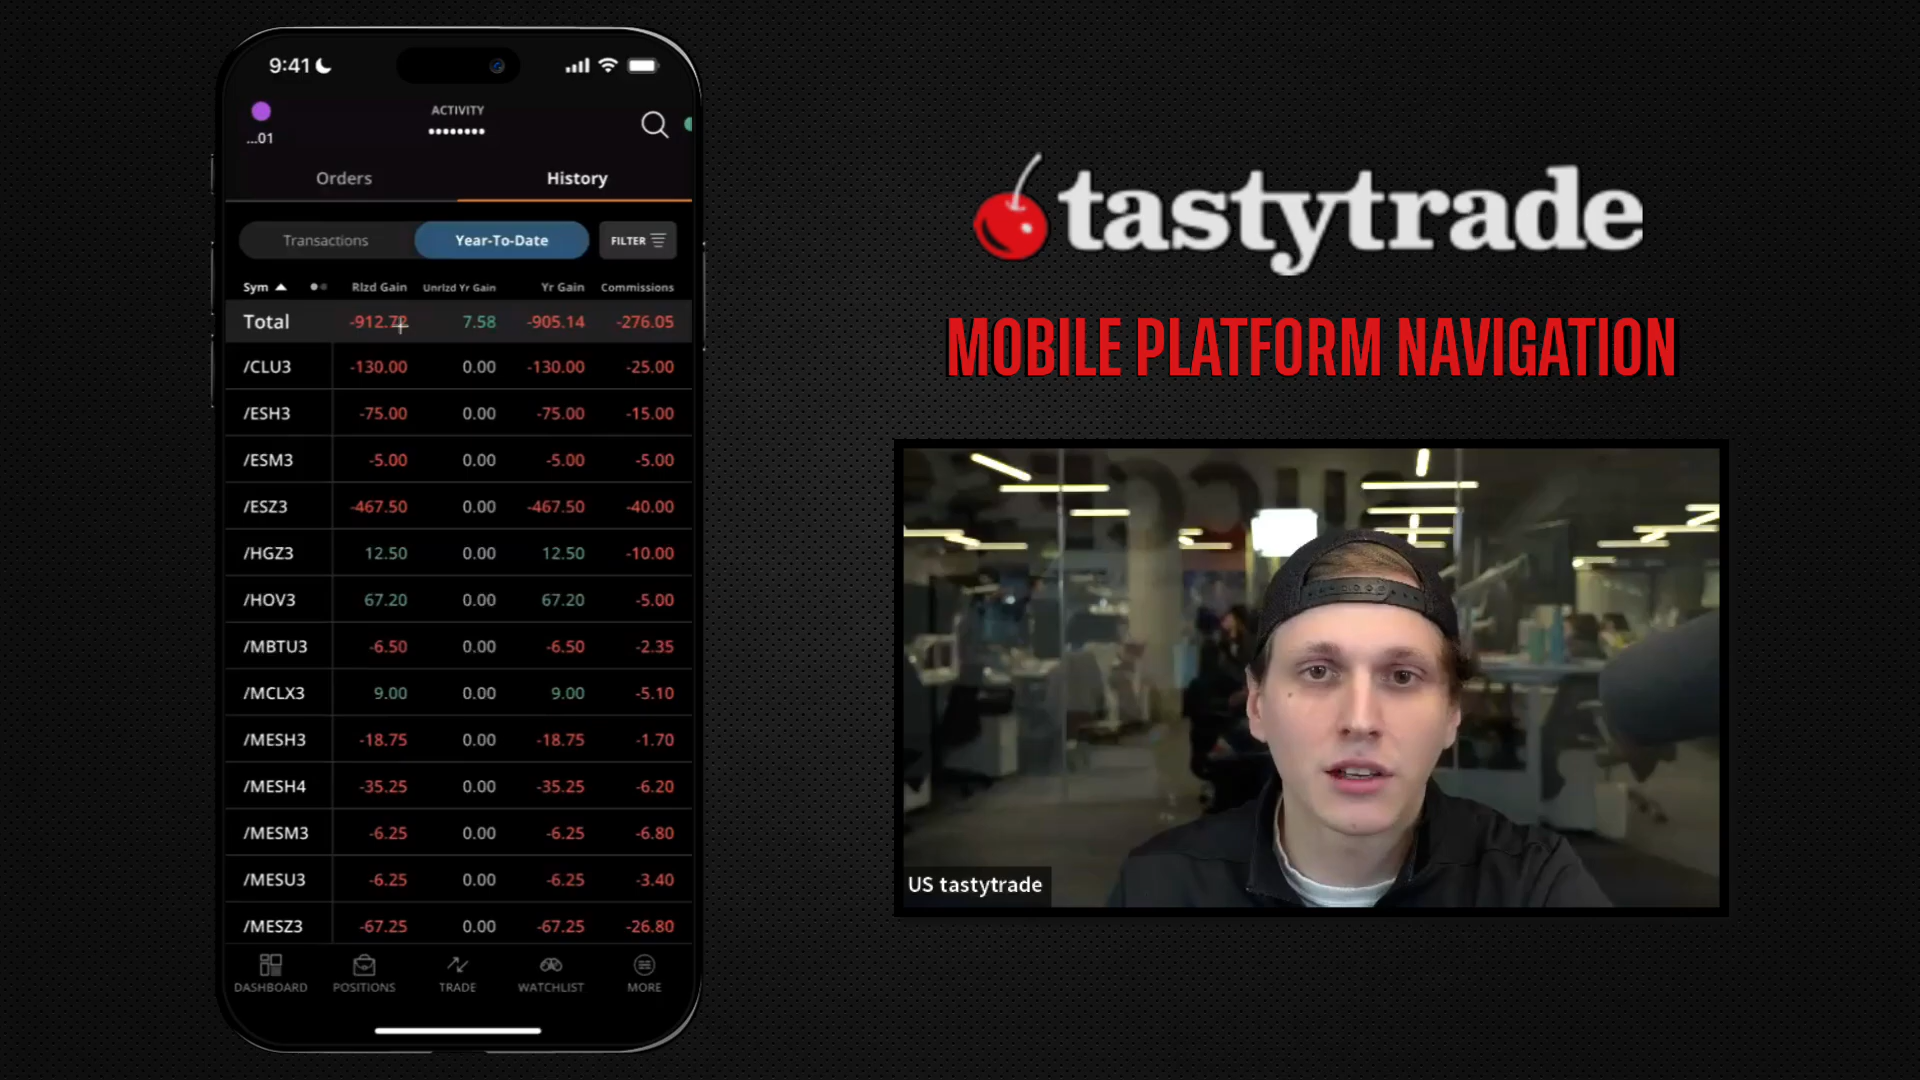 9:41
ACTIVITY
...01
Orders History
Transactions Year-To-Date FILTER
Sym Rlzd Gain Unrlzd Yr Gain Yr Gain Commissions
Total -912.72 7.58 -905.14 -276.05
/CLU3 -130.00 0.00 -130.00 -25.00
/ESH3 -75.00 0.00 -75.00 -15.00
/ESM3 -5.00 0.00 -5.00 -5.00
/ESZ3 -467.50 0.00 -467.50 -40.00
/HGZ3 12.50 0.00 12.50 -10.00
/HOV3 67.20 0.00 67.20 -5.00
/MBTU3 -6.50 0.00 -6.50 -2.35
/MCLX3 9.00 0.00 9.00 -5.10
/MESH3 -18.75 0.00 -18.75 -1.70
/MESH4 -35.25 0.00 -35.25 -6.20
/MESM3 -6.25 0.00 -6.25 -6.80
/MESU3 -6.25 0.00 -6.25 -3.40
/MESZ3 -67.25 0.00 -67.25 -26.80
DASHBOARD POSITIONS TRADE WATCHLIST MORE
tastytrade
MOBILE PLATFORM NAVIGATION
US tastytrade